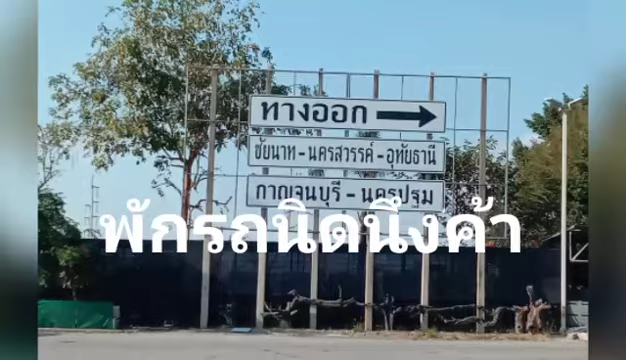 ทางออก
ชัยนาท-นครสวรรค์-อุทัยธานี
กาญจนบุรี-นครปฐม
พักรถนิดนึงค้า